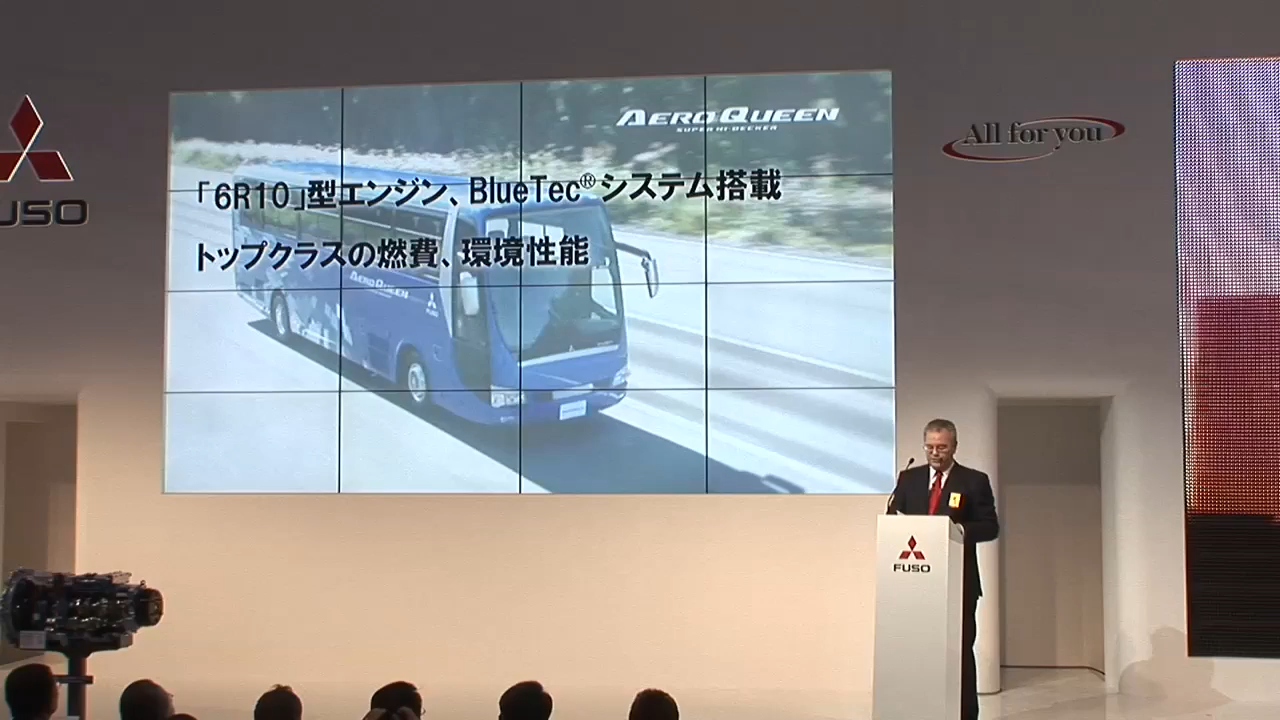 AERO QUEEN
SUPER HI-DECKER
「6R10」型エンジン、BlueTec®システム搭載
トップクラスの燃費、環境性能
AERO QUEEN
FUSO
All for you
FUSO
FUSO